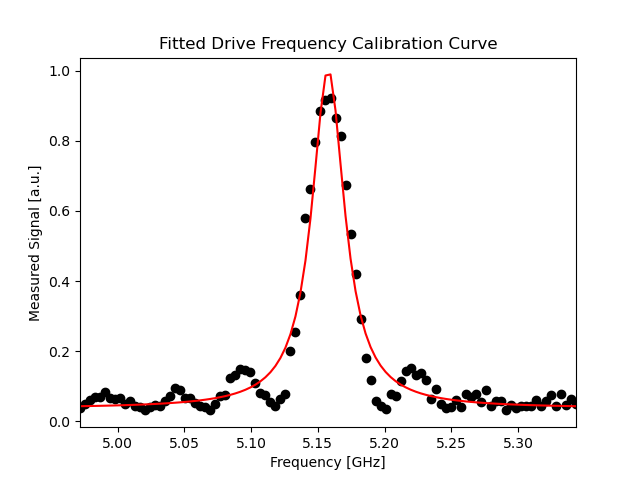 Fitted Drive Frequency Calibration Curve
1.0
0.8
0.6
0.4
0.2
0.0
Measured Signal [a.u.]
5.00 5.05 5.10 5.15 5.20 5.25 5.30
Frequency [GHz]